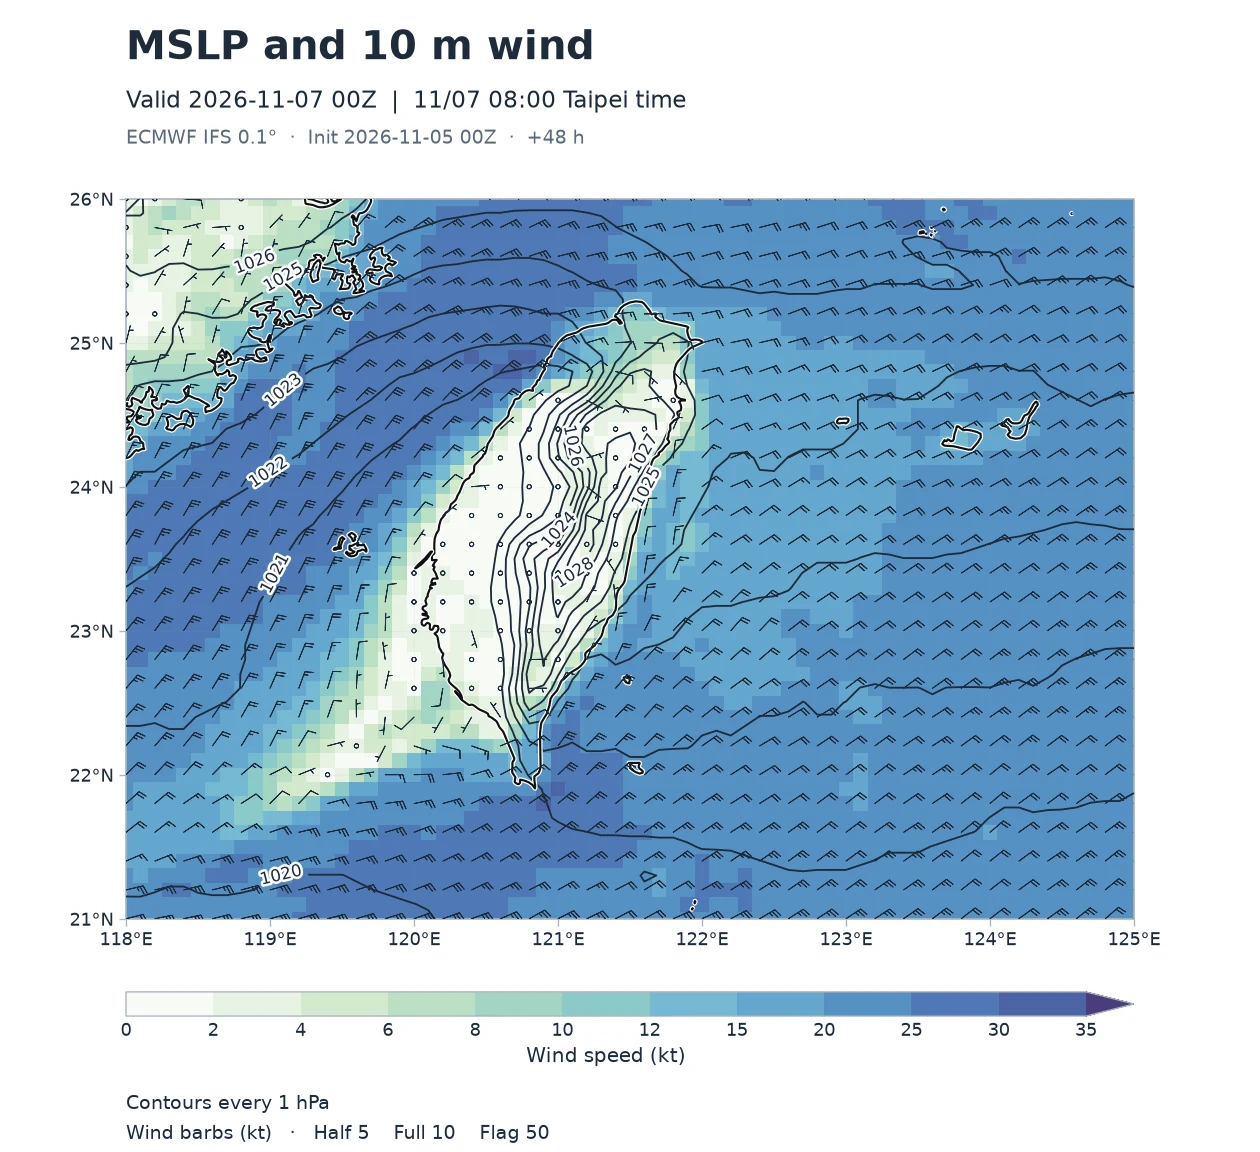 MSLP and 10 m wind
Valid 2026-11-07 00Z | 11/07 08:00 Taipei time
ECMWF IFS 0.1° · Init 2026-11-05 00Z · +48 h
26°N
25°N
24°N
23°N
22°N
21°N
1026
1025
1023
1022
1021
1020
1026
1027
1025
1024
1028
118°E 119°E 120°E 121°E 122°E 123°E 124°E 125°E
0 2 4 6 8 10 12 15 20 25 30 35
Wind speed (kt)
Contours every 1 hPa
Wind barbs (kt) · Half 5 Full 10 Flag 50